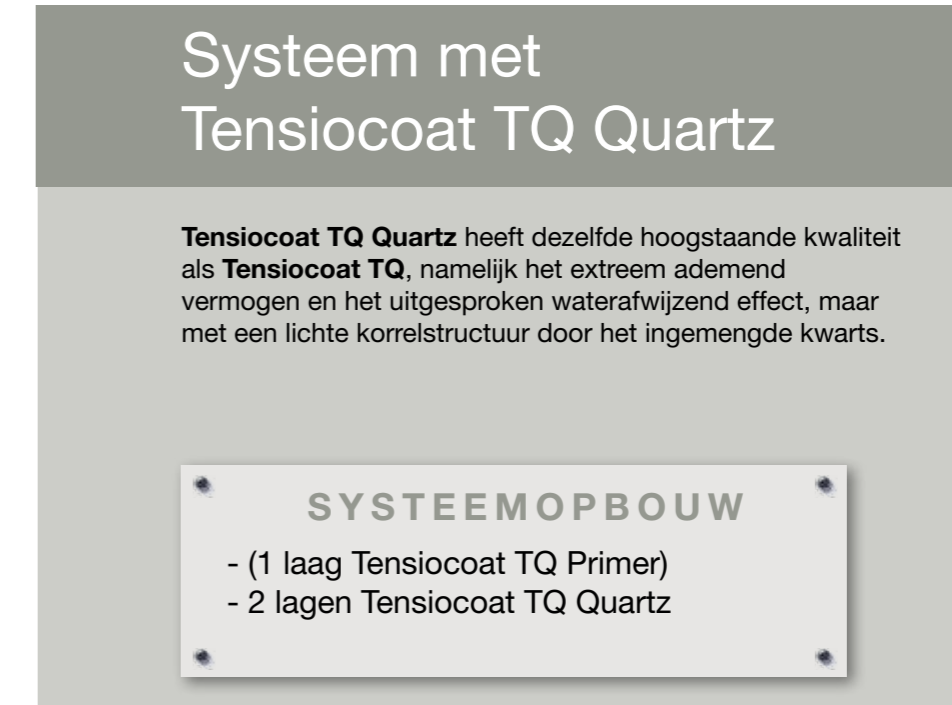 Systeem met
Tensiocoat TQ Quartz
Tensiocoat TQ Quartz heeft dezelfde hoogstaande kwaliteit
als Tensiocoat TQ, namelijk het extreem ademend
vermogen en het uitgesproken waterafwijzend effect, maar
met een lichte korrelstructuur door het ingemengde kwarts.
SYSTEEMOPBOUW
- (1 laag Tensiocoat TQ Primer)
- 2 lagen Tensiocoat TQ Quartz